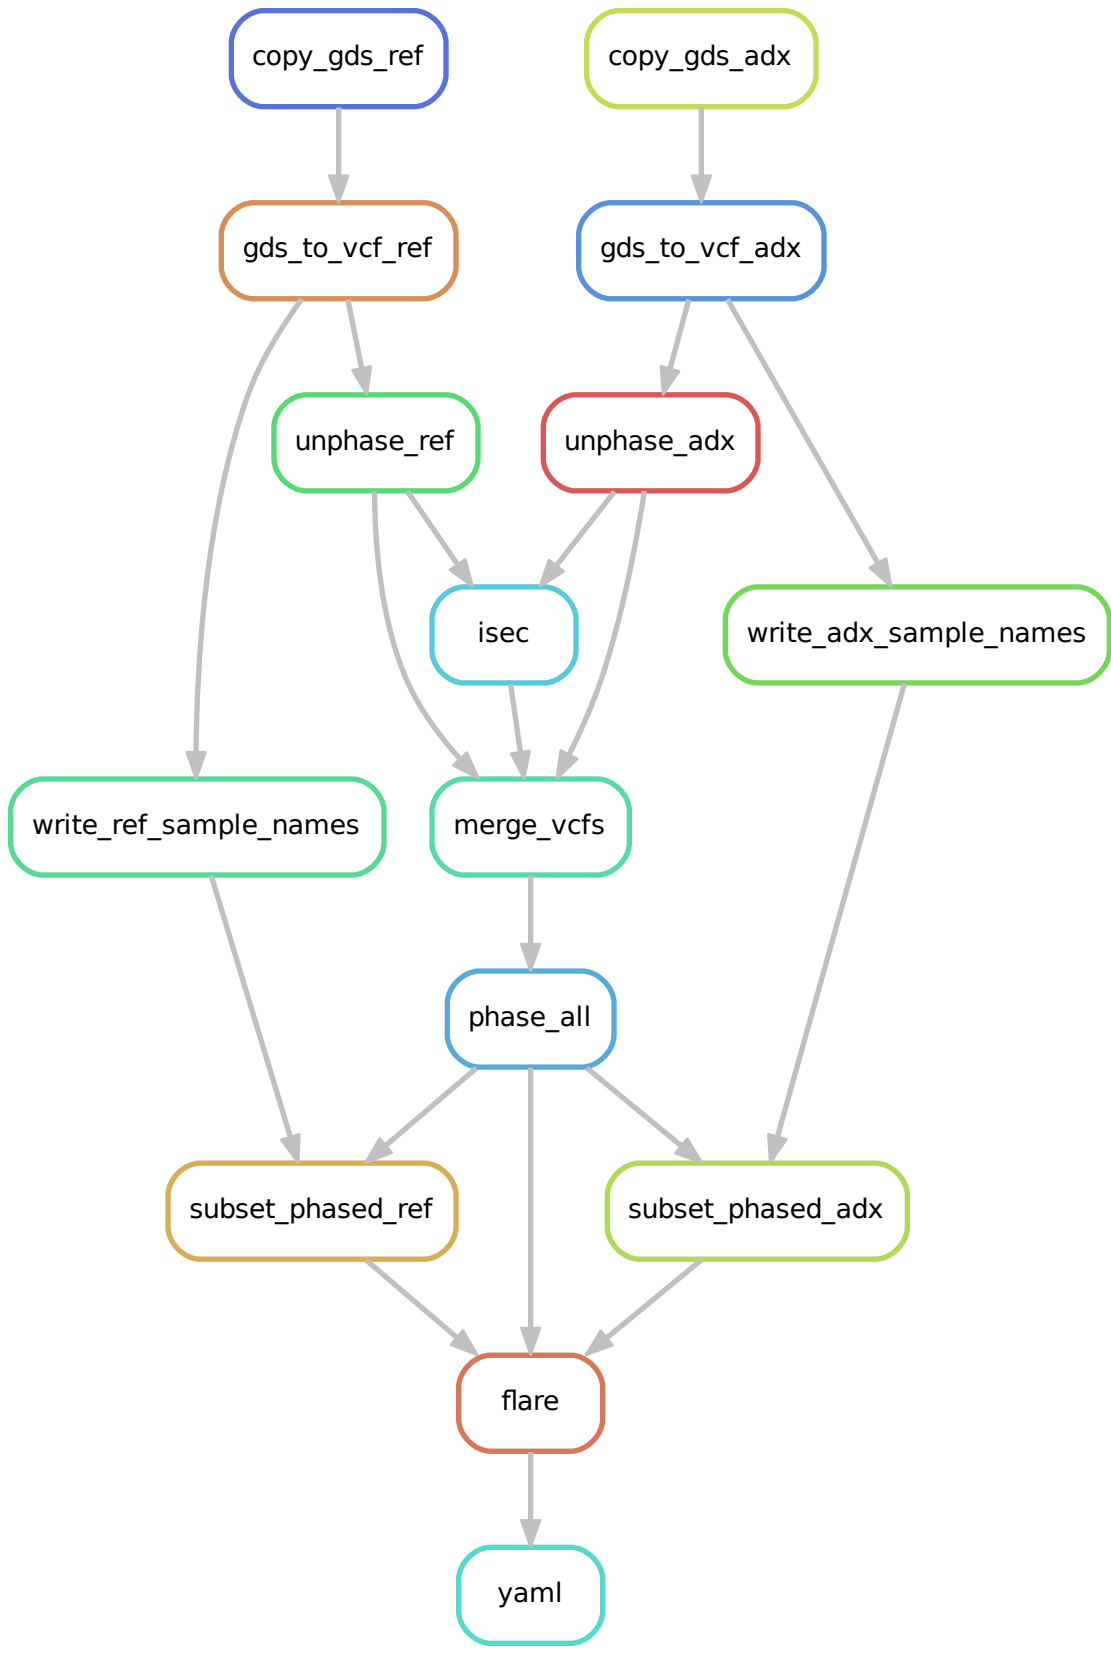 copy_gds_ref
copy_gds_adx
gds_to_vcf_ref
gds_to_vcf_adx
unphase_ref
unphase_adx
isec
write_adx_sample_names
write_ref_sample_names
merge_vcfs
phase_all
subset_phased_ref
subset_phased_adx
flare
yaml